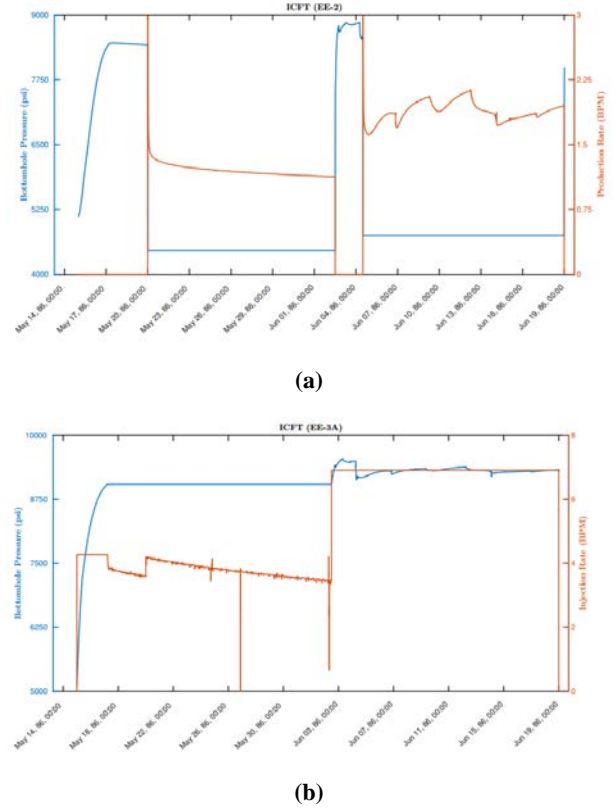 ICFT (EE-2)
9000
7750
6500
5250
4000
Bottomhole Pressure (psi)
3
2.25
1.5
0.75
0
Production Rate (BPM)
May 14, 86, 00:00
May 17, 86, 00:00
May 20, 86, 00:00
May 23, 86, 00:00
May 26, 86, 00:00
May 29, 86, 00:00
Jun 01, 86, 00:00
Jun 04, 86, 00:00
Jun 07, 86, 00:00
Jun 10, 86, 00:00
Jun 13, 86, 00:00
Jun 16, 86, 00:00
Jun 19, 86, 00:00
(a)
ICFT (EE-3A)
10000
8750
7500
6250
5000
Bottomhole Pressure (psi)
8
6
4
2
0
Injection Rate (BPM)
May 14, 86, 00:00
May 18, 86, 00:00
May 22, 86, 00:00
May 26, 86, 00:00
May 30, 86, 00:00
Jun 03, 86, 00:00
Jun 07, 86, 00:00
Jun 11, 86, 00:00
Jun 15, 86, 00:00
Jun 19, 86, 00:00
(b)